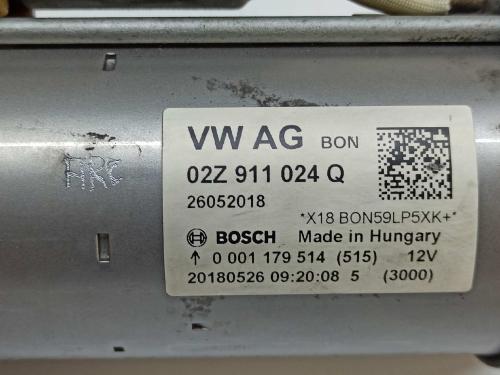 VW AG BON
02Z 911 024 Q
26052018
*X18 BON59LP5XK+*
BOSCH Made in Hungary
↑ 0 001 179 514 (515) 12V
20180526 09:20:08 5 (3000)